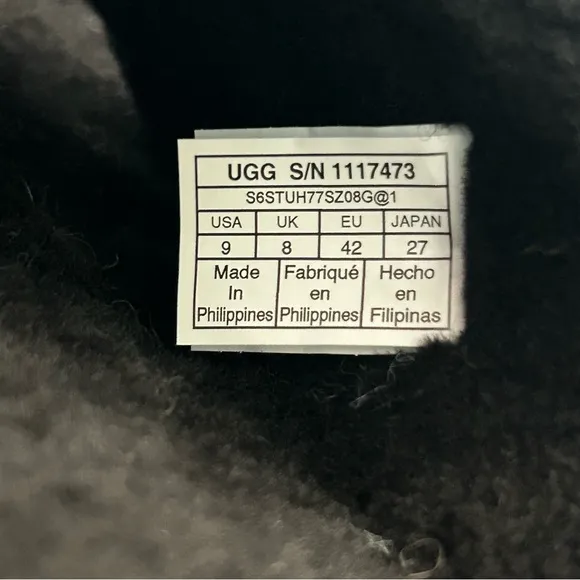 UGG S/N 1117473
S6STUH77SZ08G@1
USA UK EU JAPAN
9 8 42 27
Made Fabriqué Hecho
In en en
Philippines Philippines Filipinas